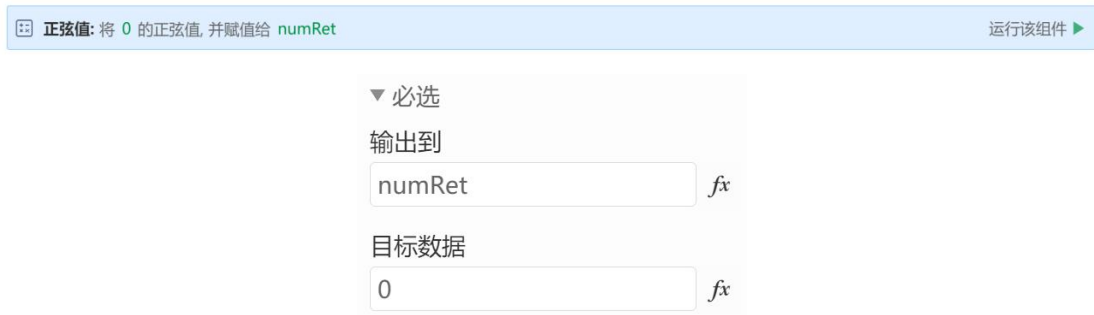 正弦值: 将 0 的正弦值, 并赋值给 numRet 运行该组件
必选
输出到
numRet fx
目标数据
0 fx